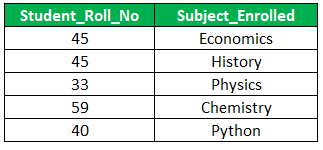 Student_Roll_No Subject_Enrolled
45 Economics
45 History
33 Physics
59 Chemistry
40 Python